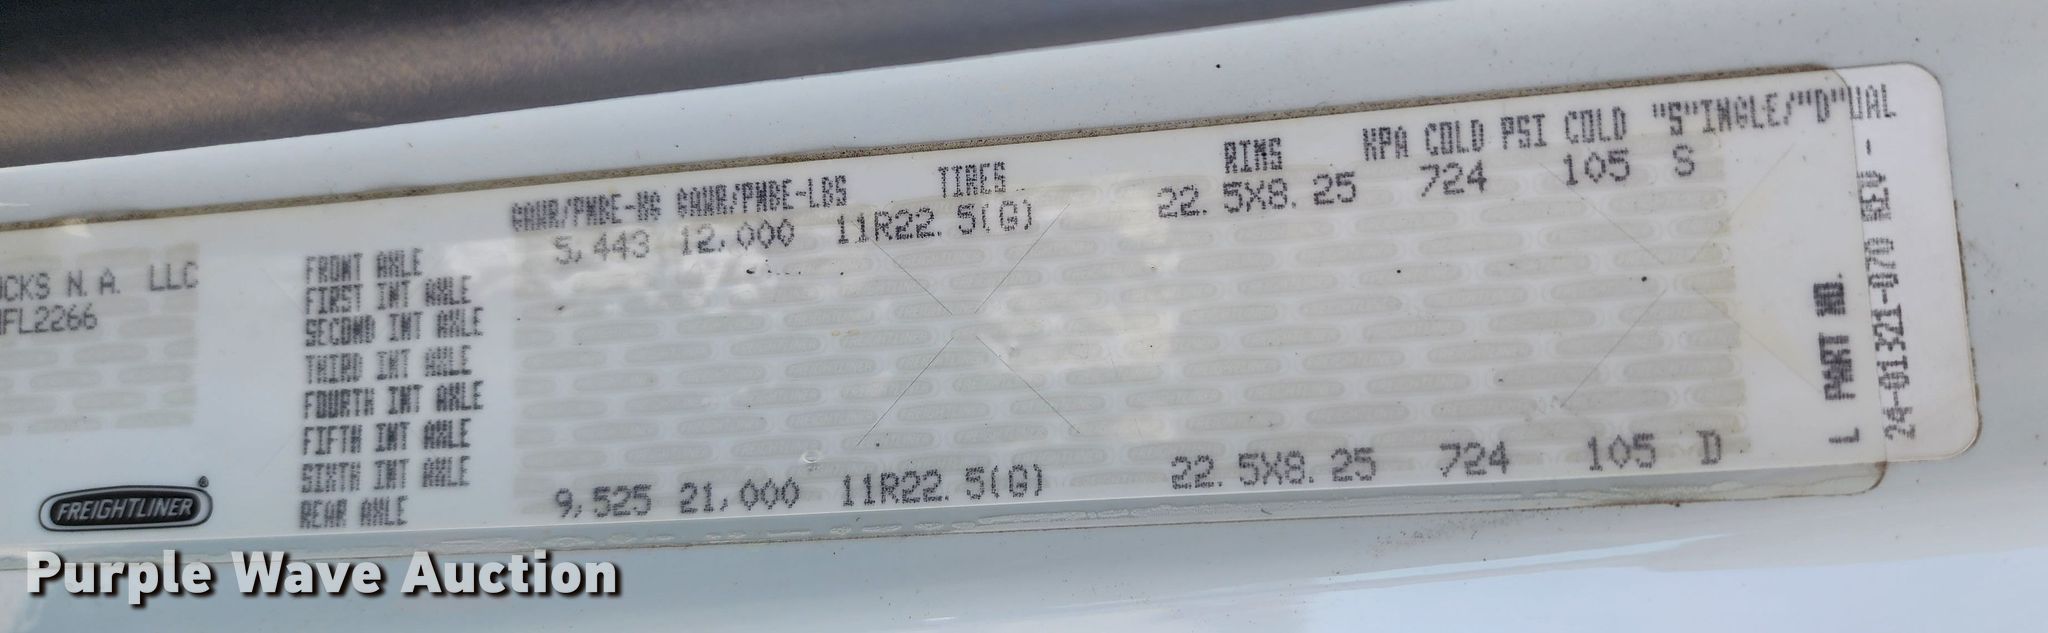 GAWR/PNBE-KG GAWR/PNBE-LBS TIRES RIMS KPA COLD PSI COLD "S"INGLE/"D"UAL
FRONT AXLE 5,443 12,000 11R22.5(G) 22.5X8.25 724 105 S
FIRST INT AXLE
SECOND INT AXLE
THIRD INT AXLE
FOURTH INT AXLE
FIFTH INT AXLE
SIXTH INT AXLE
REAR AXLE 9,525 21,000 11R22.5(G) 22.5X8.25 724 105 D
UCKS N.A. LLC
FL2266
FREIGHTLINER®
L PART NO.
24-01321-070 REV -
Purple Wave Auction